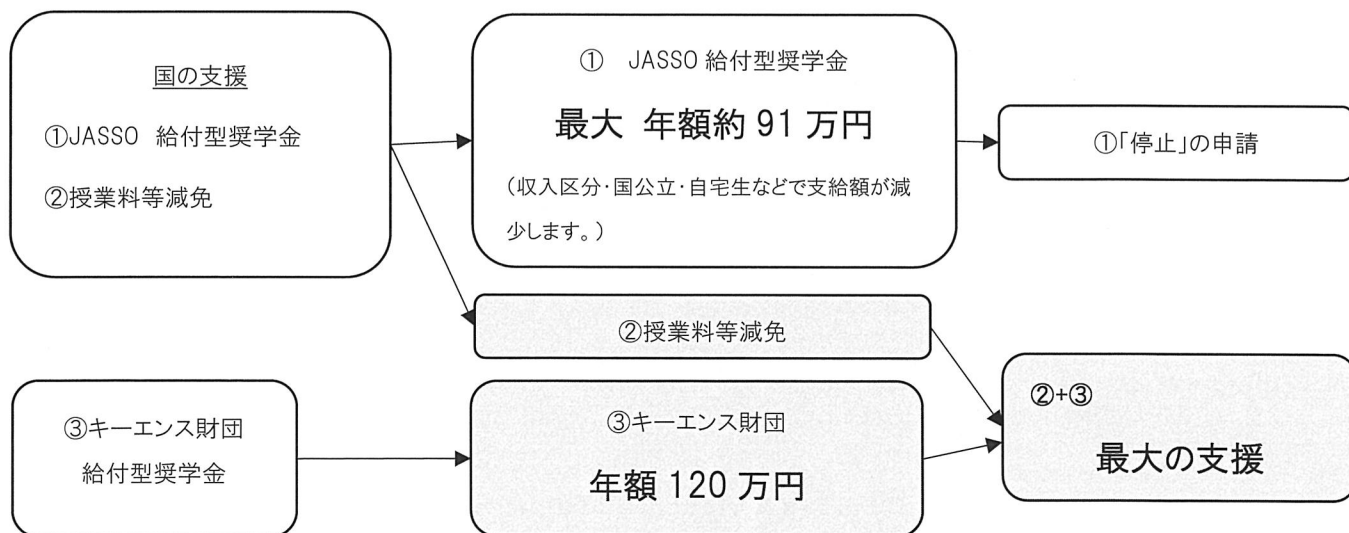 国の支援
①JASSO 給付型奨学金
②授業料等減免
① JASSO 給付型奨学金
最大 年額約 91 万円
(収入区分・国公立・自宅生などで支給額が減
少します。)
①｢停止｣の申請
②授業料等減免
③キーエンス財団
給付型奨学金
③キーエンス財団
年額 120 万円
②+③
最大の支援